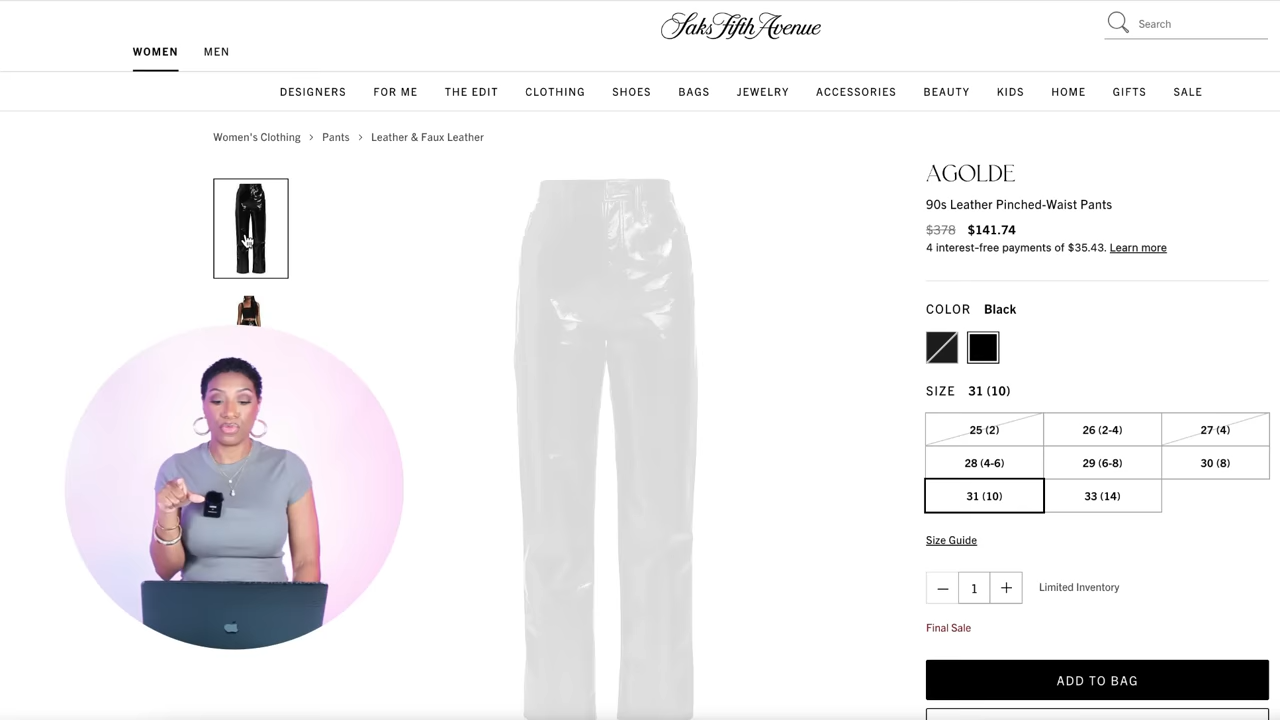 Saks Fifth Avenue
Search
WOMEN MEN
DESIGNERS FOR ME THE EDIT CLOTHING SHOES BAGS JEWELRY ACCESSORIES BEAUTY KIDS HOME GIFTS SALE
Women's Clothing > Pants > Leather & Faux Leather
AGOLDE
90s Leather Pinched-Waist Pants
$378 $141.74
4 interest-free payments of $35.43. Learn more
COLOR Black
SIZE 31 (10)
25 (2) 26 (2-4) 27 (4)
28 (4-6) 29 (6-8) 30 (8)
31 (10) 33 (14)
Size Guide
1 Limited Inventory
Final Sale
ADD TO BAG